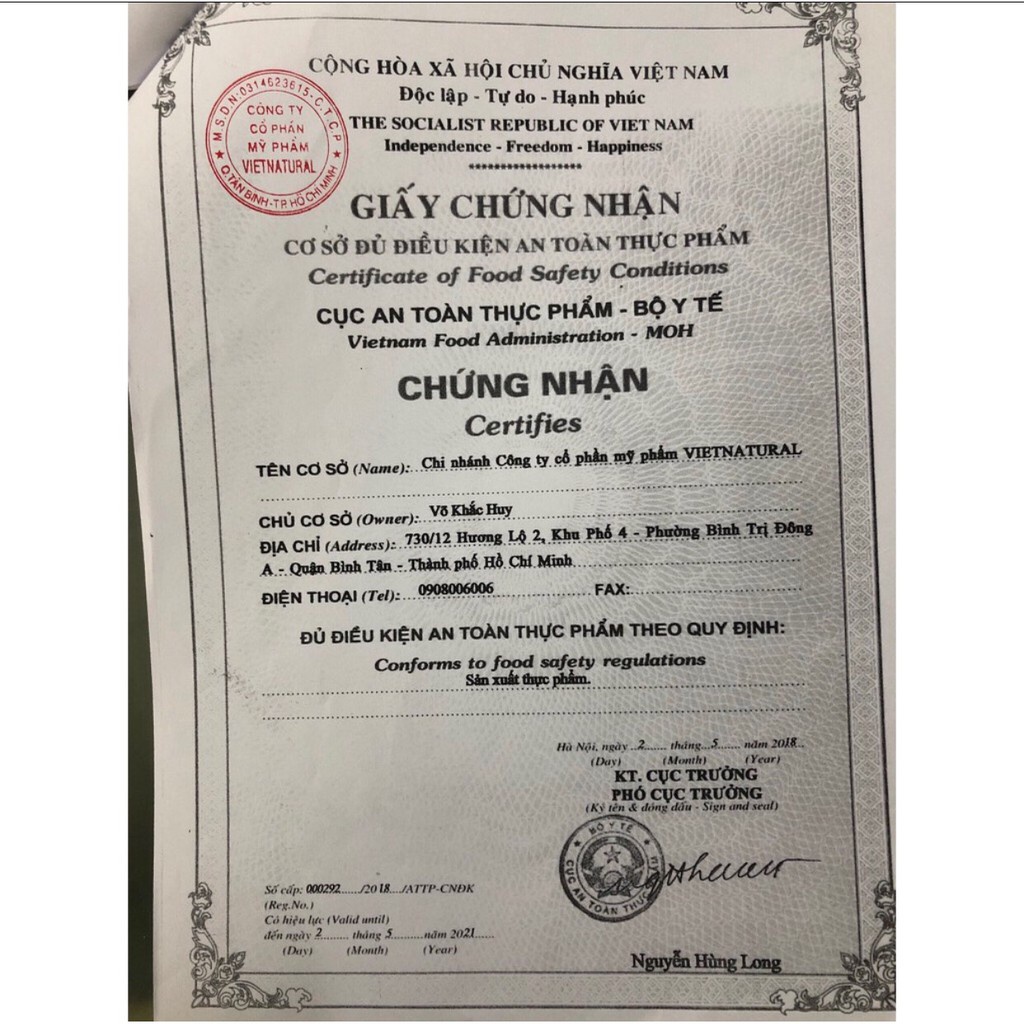 CỘNG HÒA XÃ HỘI CHỦ NGHĨA VIỆT NAM
Độc lập - Tự do - Hạnh phúc
THE SOCIALIST REPUBLIC OF VIET NAM
Independence - Freedom - Happiness
*****************
M.S.D.N:0314623615-C.T.C.P
CÔNG TY
CỔ PHẦN
MỸ PHẨM
VIETNATURAL
Q.TÂN BÌNH-TP.HỒ CHÍ MINH
GIẤY CHỨNG NHẬN
CƠ SỞ ĐỦ ĐIỀU KIỆN AN TOÀN THỰC PHẨM
Certificate of Food Safety Conditions
CỤC AN TOÀN THỰC PHẨM - BỘ Y TẾ
Vietnam Food Administration - MOH
CHỨNG NHẬN
Certifies
TÊN CƠ SỞ (Name): Chi nhánh Công ty cổ phần mỹ phẩm VIETNATURAL
CHỦ CƠ SỞ (Owner): Võ Khắc Huy
ĐỊA CHỈ (Address): 730/12 Hương Lộ 2, Khu Phố 4 - Phường Bình Trị Đông
A - Quận Bình Tân - Thành phố Hồ Chí Minh
ĐIỆN THOẠI (Tel): 0908006006 FAX:
ĐỦ ĐIỀU KIỆN AN TOÀN THỰC PHẨM THEO QUY ĐỊNH:
Conforms to food safety regulations
Sản xuất thực phẩm.
Hà Nội, ngày 2 tháng 5 năm 2018
(Day) (Month) (Year)
KT. CỤC TRƯỞNG
PHÓ CỤC TRƯỞNG
(Ký tên & đóng dấu - Sign and seal)
BỘ Y TẾ
CỤC AN TOÀN THỰC
Số cấp: 000292/2018/ATTP-CNĐK
(Reg.No.)
Có hiệu lực (Valid until)
đến ngày 2 tháng 5 năm 2021
(Day) (Month) (Year)
Nguyễn Hùng Long